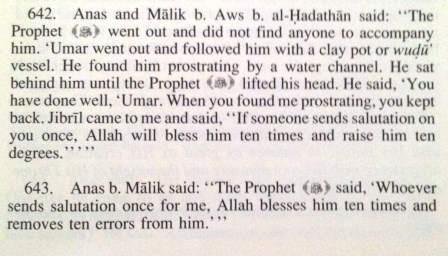 642. Anas and Mālik b. Aws b. al-Ḥadathān said: “The
Prophet (ﷺ) went out and did not find anyone to accompany
him. ‘Umar went out and followed him with a clay pot or wuḍū’
vessel. He found him prostrating by a water channel. He sat
behind him until the Prophet (ﷺ) lifted his head. He said, ‘You
have done well, ‘Umar. When you found me prostrating, you kept
back. Jibrīl came to me and said, “If someone sends salutation on
you once, Allah will bless him ten times and raise him ten
degrees.”’”
643. Anas b. Mālik said: “The Prophet (ﷺ) said, ‘Whoever
sends salutation once for me, Allah blesses him ten times and
removes ten errors from him.’”